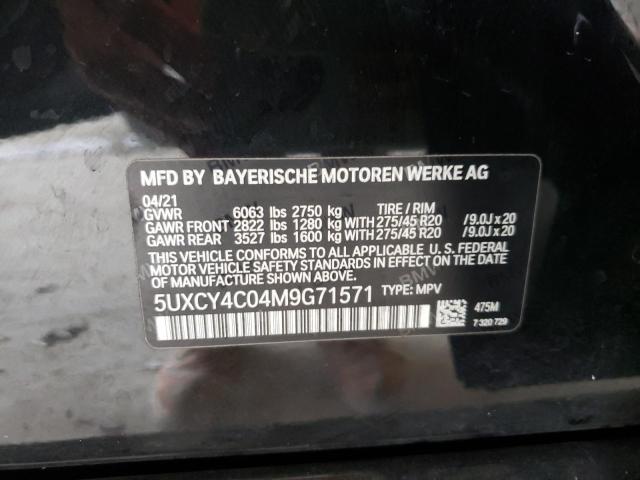 MFD BY BAYERISCHE MOTOREN WERKE AG
04/21
GVWR 6063 lbs 2750 kg TIRE / RIM
GAWR FRONT 2822 lbs 1280 kg WITH 275/45 R20 / 9.0J x 20
GAWR REAR 3527 lbs 1600 kg WITH 275/45 R20 / 9.0J x 20
THIS VEHICLE CONFORMS TO ALL APPLICABLE U. S. FEDERAL
MOTOR VEHICLE SAFETY STANDARDS IN EFFECT ON THE DATE
OF MANUFACTURE SHOWN ABOVE.
5UXCY4C04M9G71571 TYPE: MPV
475M
7 320 729